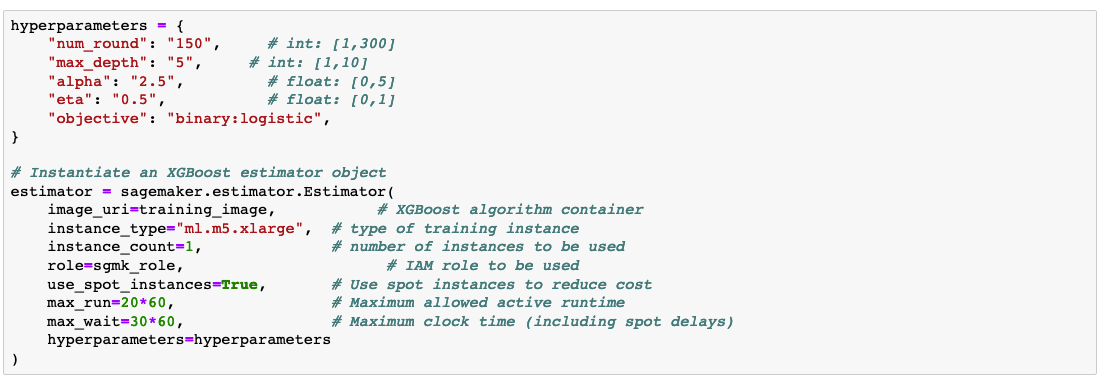 hyperparameters = {
    "num_round": "150",     # int: [1,300]
    "max_depth": "5",     # int: [1,10]
    "alpha": "2.5",         # float: [0,5]
    "eta": "0.5",           # float: [0,1]
    "objective": "binary:logistic",
}

# Instantiate an XGBoost estimator object
estimator = sagemaker.estimator.Estimator(
    image_uri=training_image,           # XGBoost algorithm container
    instance_type="ml.m5.xlarge",  # type of training instance
    instance_count=1,              # number of instances to be used
    role=sgmk_role,                      # IAM role to be used
    use_spot_instances=True,       # Use spot instances to reduce cost
    max_run=20*60,                 # Maximum allowed active runtime
    max_wait=30*60,                # Maximum clock time (including spot delays)
    hyperparameters=hyperparameters
)